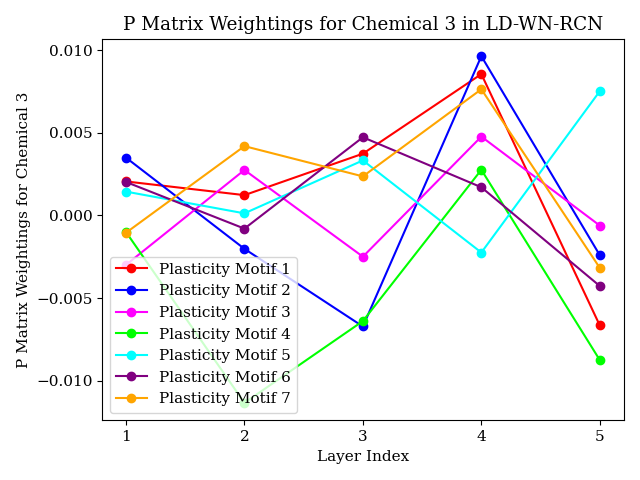 P Matrix Weightings for Chemical 3 in LD-WN-RCN
P Matrix Weightings for Chemical 3
0.010
0.005
0.000
−0.005
−0.010
Plasticity Motif 1
Plasticity Motif 2
Plasticity Motif 3
Plasticity Motif 4
Plasticity Motif 5
Plasticity Motif 6
Plasticity Motif 7
1 2 3 4 5
Layer Index